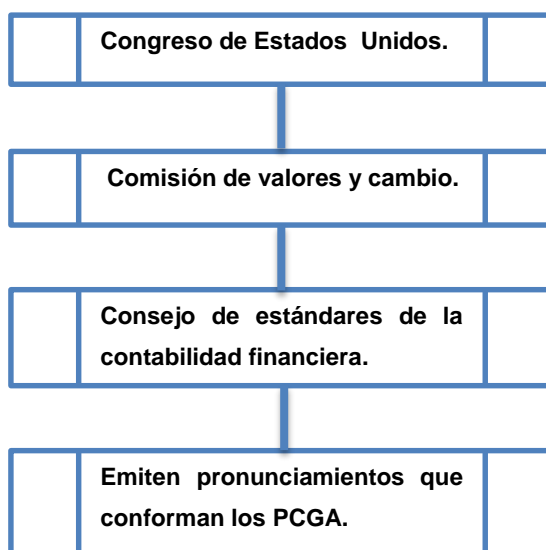 Congreso de Estados Unidos.
Comisión de valores y cambio.
Consejo de estándares de la
contabilidad financiera.
Emiten pronunciamientos que
conforman los PCGA.